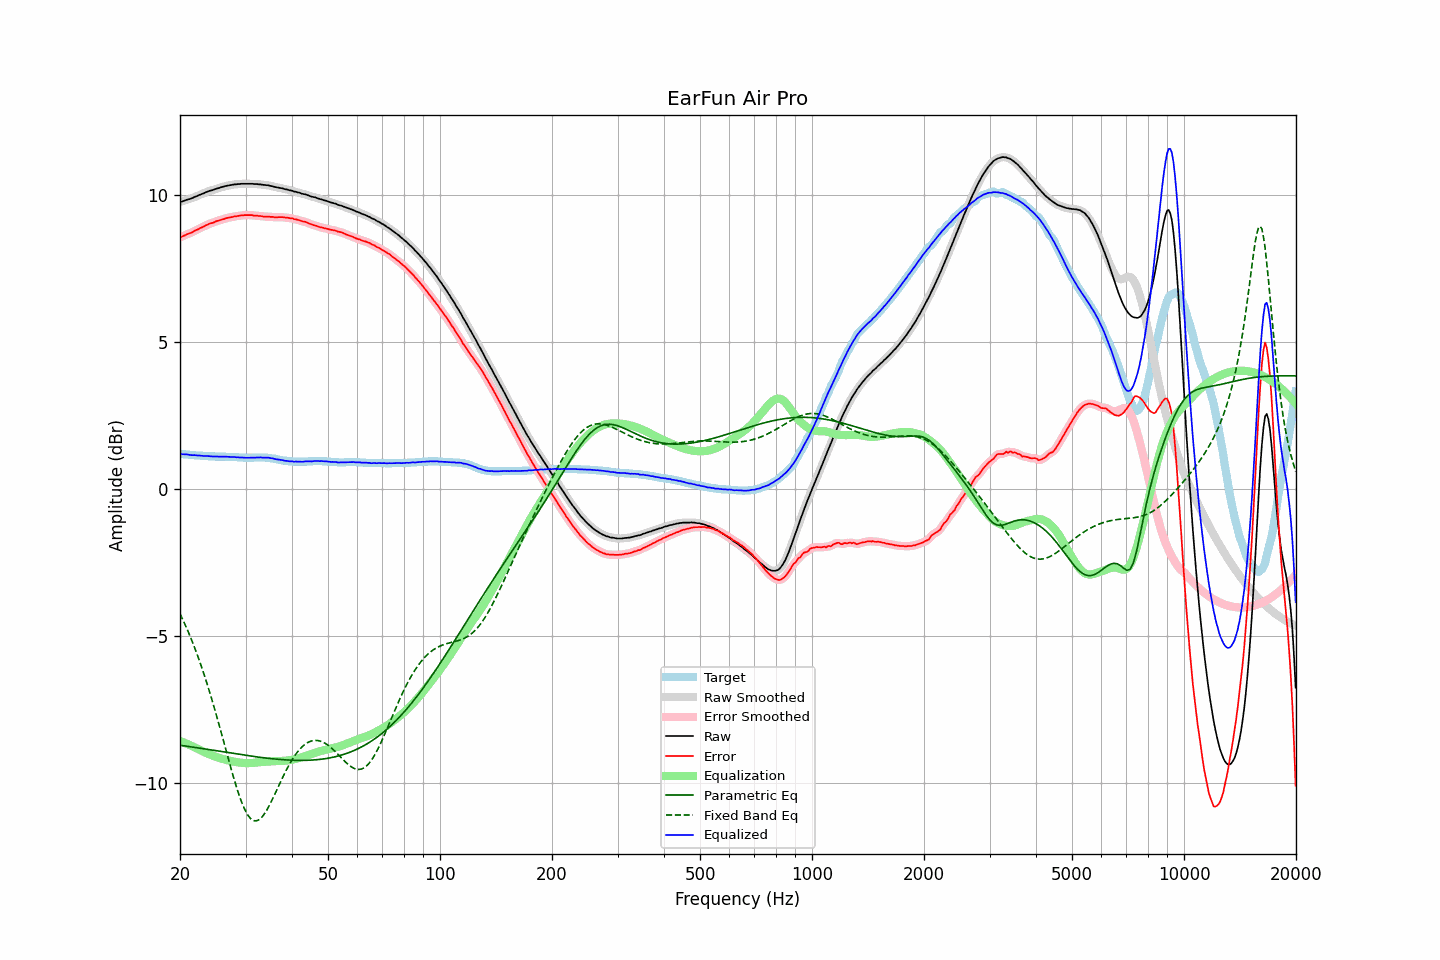 EarFun Air Pro
Amplitude (dBr)
10
5
0
−5
−10
Target
Raw Smoothed
Error Smoothed
Raw
Error
Equalization
Parametric Eq
Fixed Band Eq
Equalized
20
50
100
200
500
1000
2000
5000
10000
20000
Frequency (Hz)